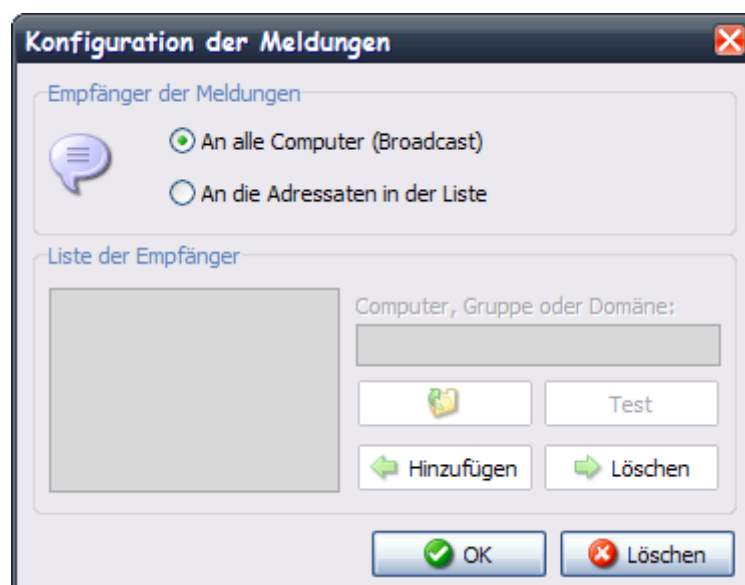 Konfiguration der Meldungen
Empfänger der Meldungen
An alle Computer (Broadcast)
An die Adressaten in der Liste
Liste der Empfänger
Computer, Gruppe oder Domäne:
Test
Hinzufügen
Löschen
OK
Löschen